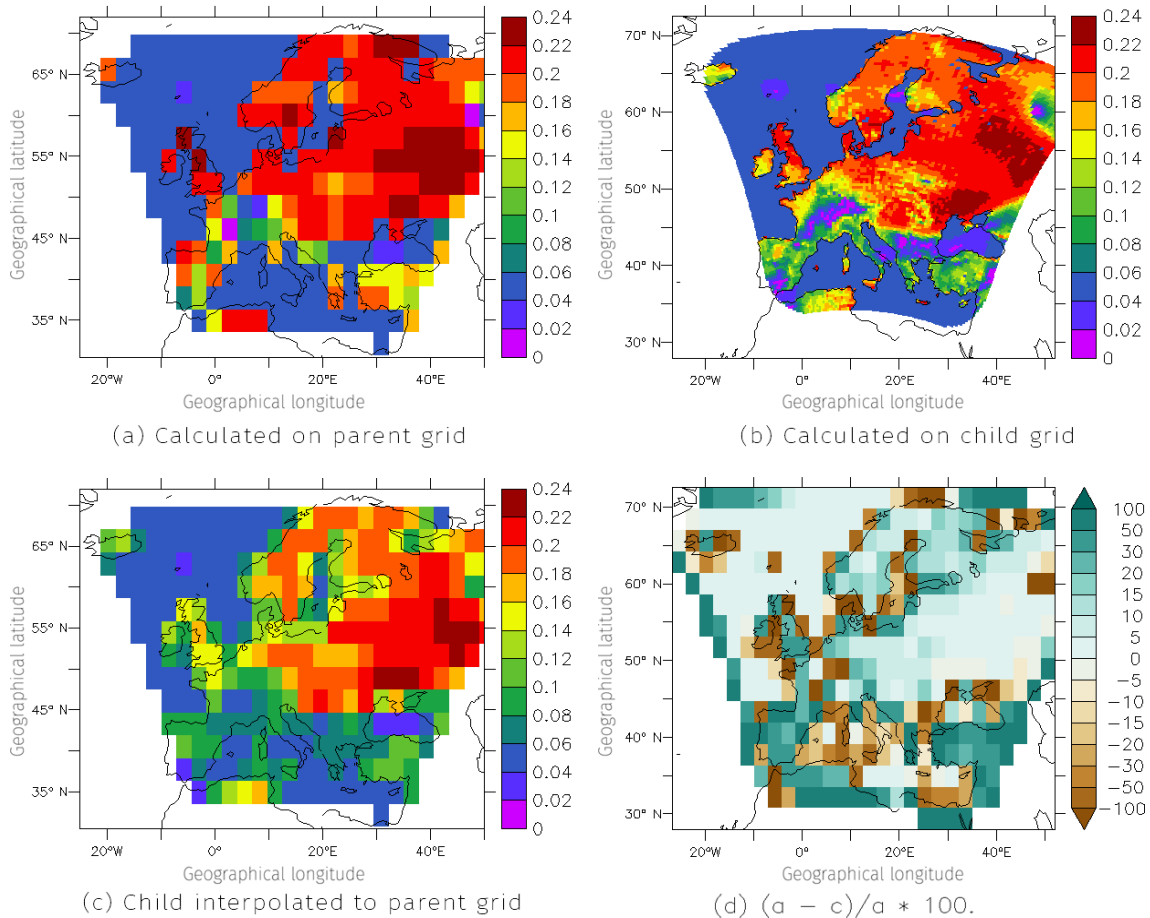 0.24
0.22
0.2
0.18
0.16
0.14
0.12
0.1
0.08
0.06
0.04
0.02
0
65° N
55° N
45° N
35° N
20°W
0°
20°E
40°E
Geographical latitude
Geographical longitude
(a) Calculated on parent grid
0.24
0.22
0.2
0.18
0.16
0.14
0.12
0.1
0.08
0.06
0.04
0.02
0
70° N
60° N
50° N
40° N
30° N
20°W
0°
20°E
40°E
Geographical latitude
Geographical longitude
(b) Calculated on child grid
0.24
0.22
0.2
0.18
0.16
0.14
0.12
0.1
0.08
0.06
0.04
0.02
0
65° N
55° N
45° N
35° N
20°W
0°
20°E
40°E
Geographical latitude
Geographical longitude
(c) Child interpolated to parent grid
100
50
30
20
15
10
5
0
−5
−10
−15
−20
−30
−50
−100
70° N
60° N
50° N
40° N
30° N
20°W
0°
20°E
40°E
Geographical latitude
Geographical longitude
(d) (a − c)/a * 100.